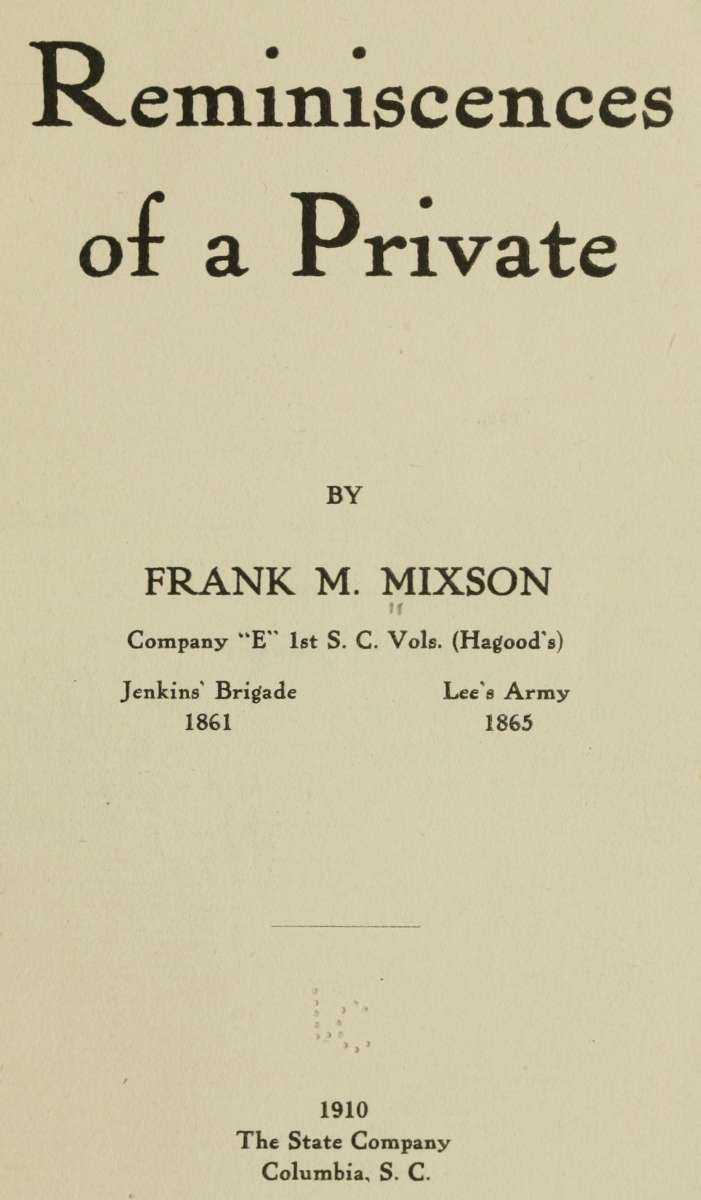 Reminiscences
of a Private
BY
FRANK M. MIXSON
"
Company "E" 1st S. C. Vols. (Hagood's)
Jenkins' Brigade Lee's Army
1861 1865
LC
1910
The State Company
Columbia, S. C.